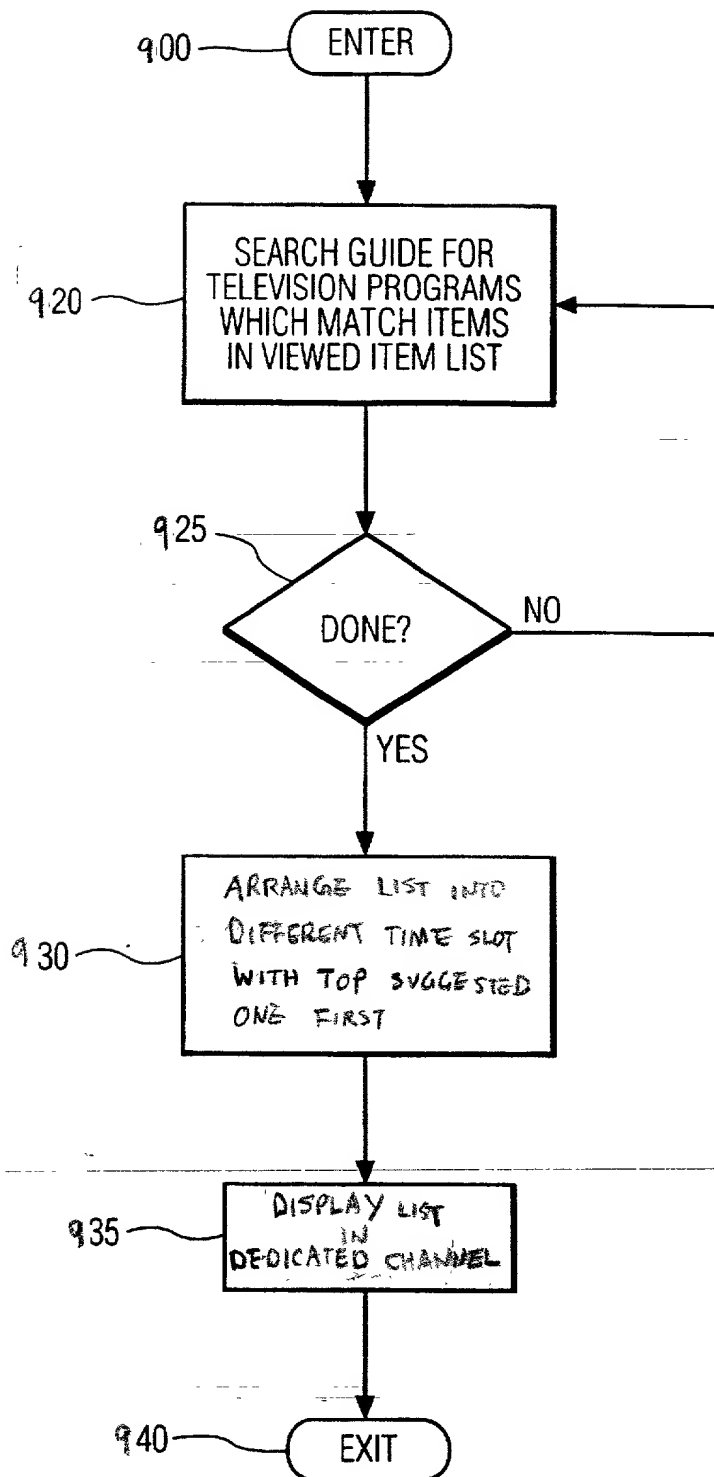 900
ENTER
920
SEARCH GUIDE FOR
TELEVISION PROGRAMS
WHICH MATCH ITEMS
IN VIEWED ITEM LIST
925
DONE?
NO
YES
930
ARRANGE LIST INTO
DIFFERENT TIME SLOT
WITH TOP SUGGESTED
ONE FIRST
935
DISPLAY LIST
IN
DEDICATED CHANNEL
940
EXIT